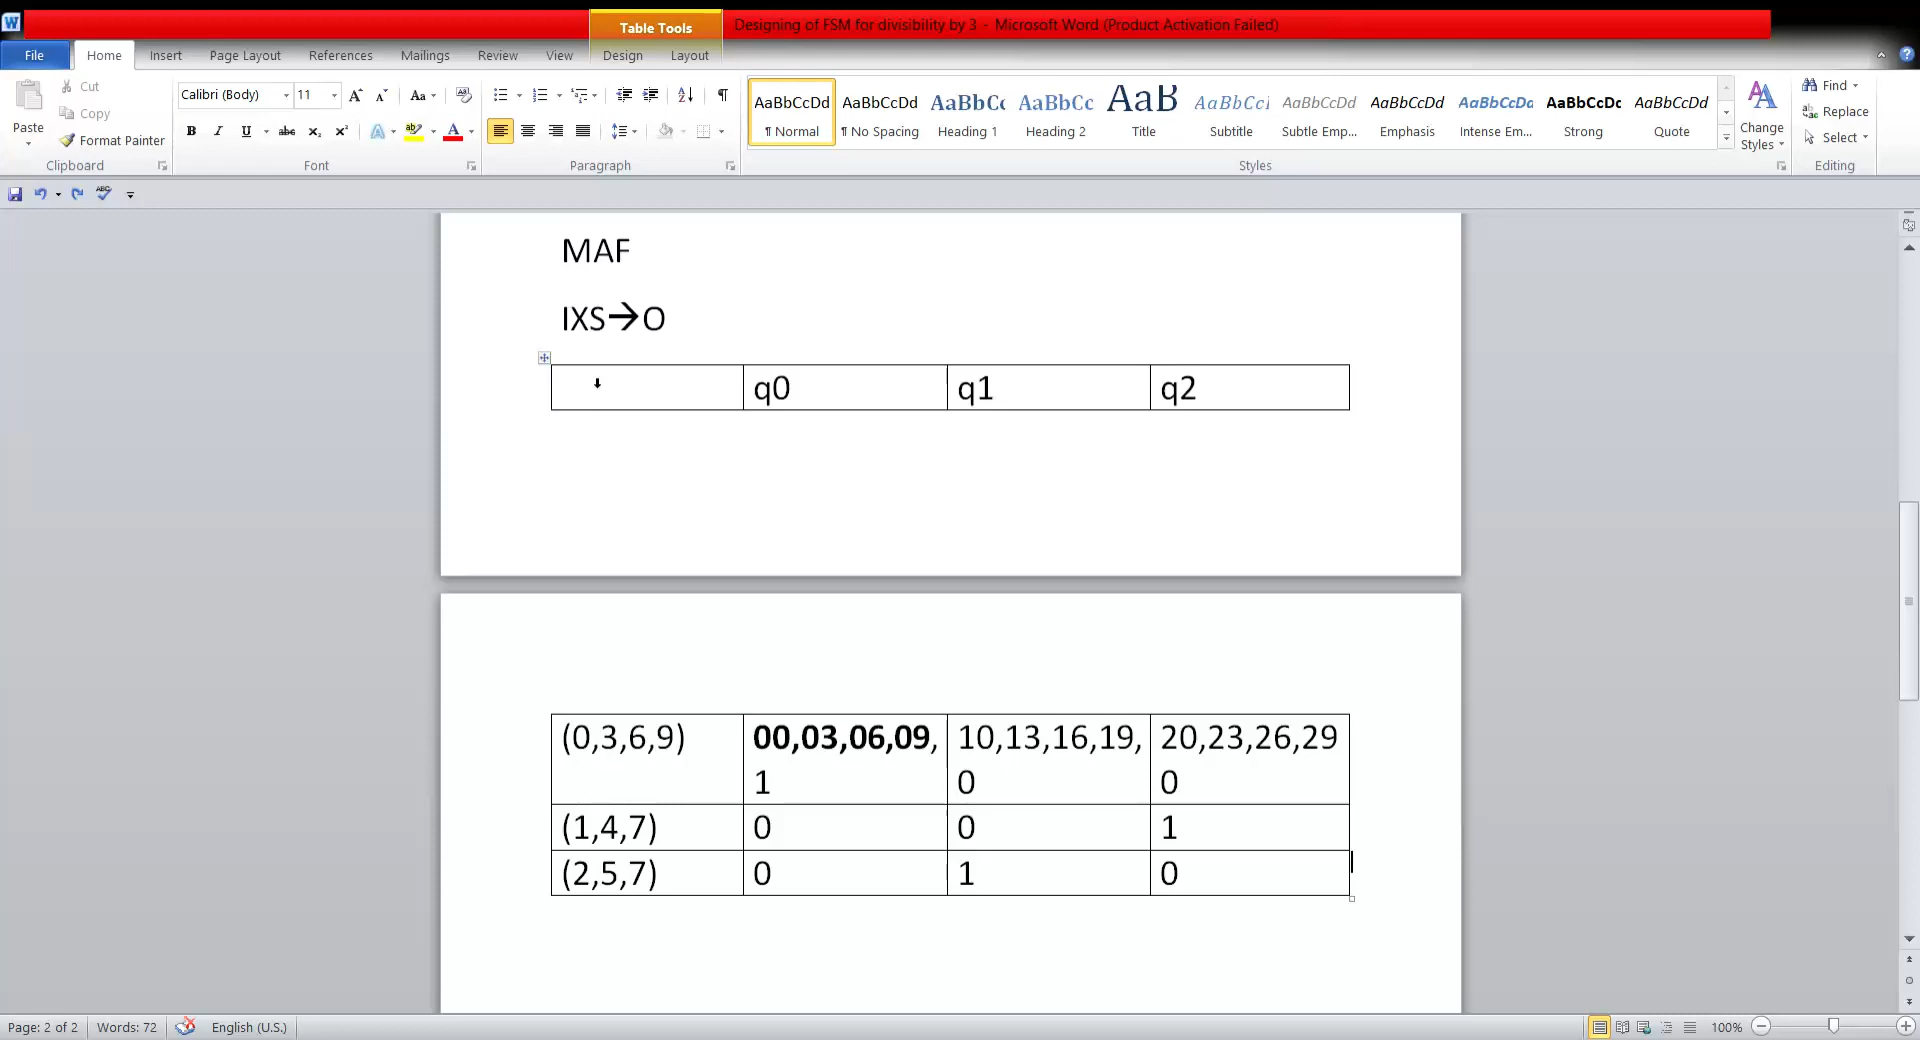 Table Tools
Designing of FSM for divisibility by 3 - Microsoft Word (Product Activation Failed)
File Home Insert Page Layout References Mailings Review View Design Layout
Cut
Copy
Format Painter
Paste
Clipboard
Calibri (Body) 11
Font
Paragraph
AaBbCcDd AaBbCcDd AaBbCc AaBbCc AaB AaBbCcI AaBbCcDd AaBbCcDd AaBbCcDd AaBbCcDc AaBbCcDd
¶ Normal ¶ No Spacing Heading 1 Heading 2 Title Subtitle Subtle Emp... Emphasis Intense Em... Strong Quote
Styles
Change
Styles
Find
Replace
Select
Editing
MAF
IXS→O
q0 q1 q2
(0,3,6,9) 00,03,06,09, 10,13,16,19, 20,23,26,29
1 0 0
(1,4,7) 0 0 1
(2,5,7) 0 1 0
Page: 2 of 2 Words: 72 English (U.S.) 100%